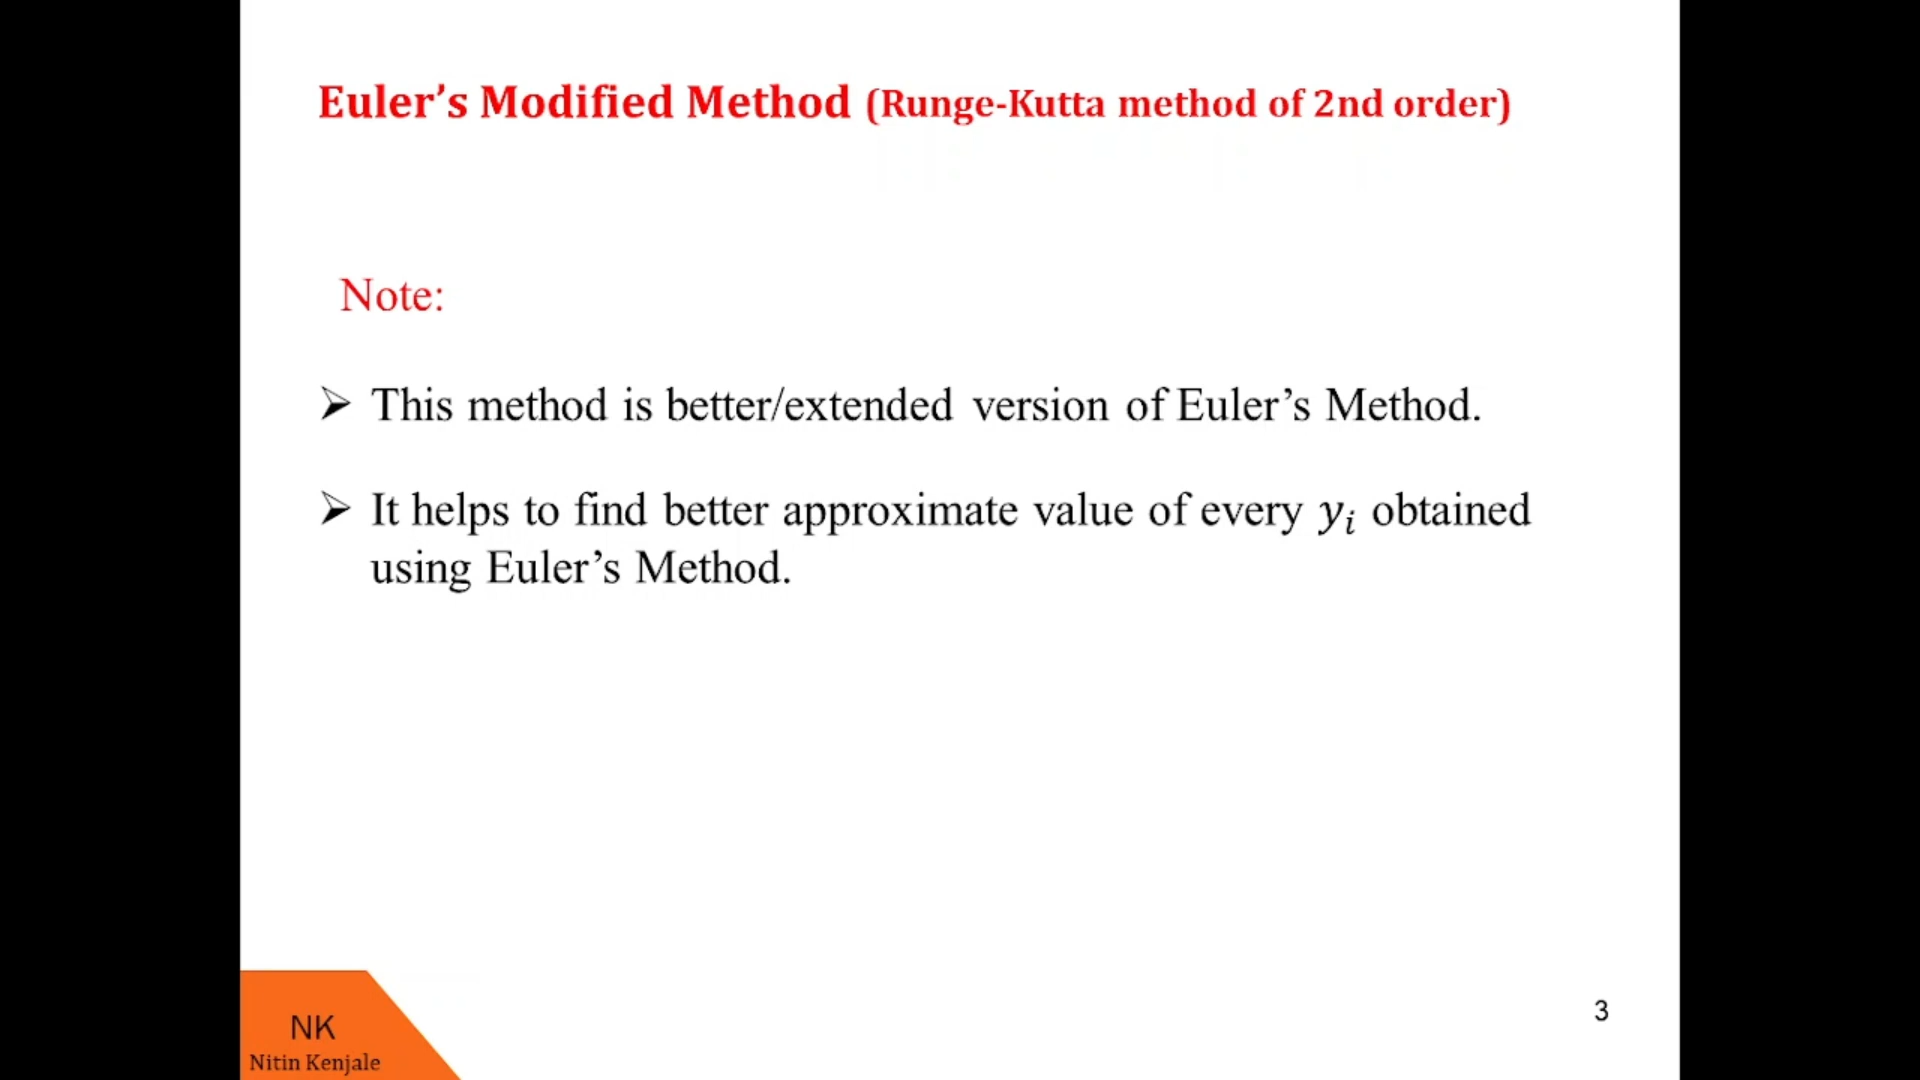 Euler’s Modified Method (Runge-Kutta method of 2nd order)
Note:
➢ This method is better/extended version of Euler’s Method.
➢ It helps to find better approximate value of every yᵢ obtained
using Euler’s Method.
NK
Nitin Kenjale
3